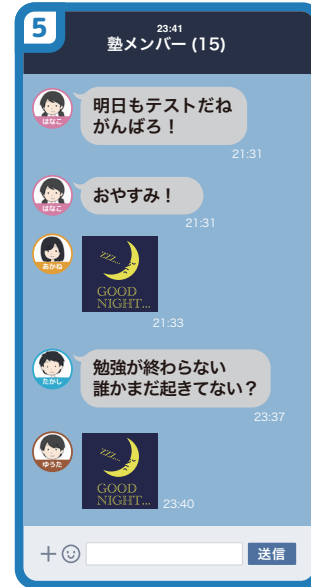 5
23:41
塾メンバー (15)
明日もテストだね
がんばろ！
はなこ
21:31
おやすみ！
はなこ
21:31
zzz...
GOOD
NIGHT...
あかね
21:33
勉強が終わらない
誰かまだ起きてない？
たかし
23:37
zzz...
GOOD
NIGHT...
ゆうた
23:40
＋
送信